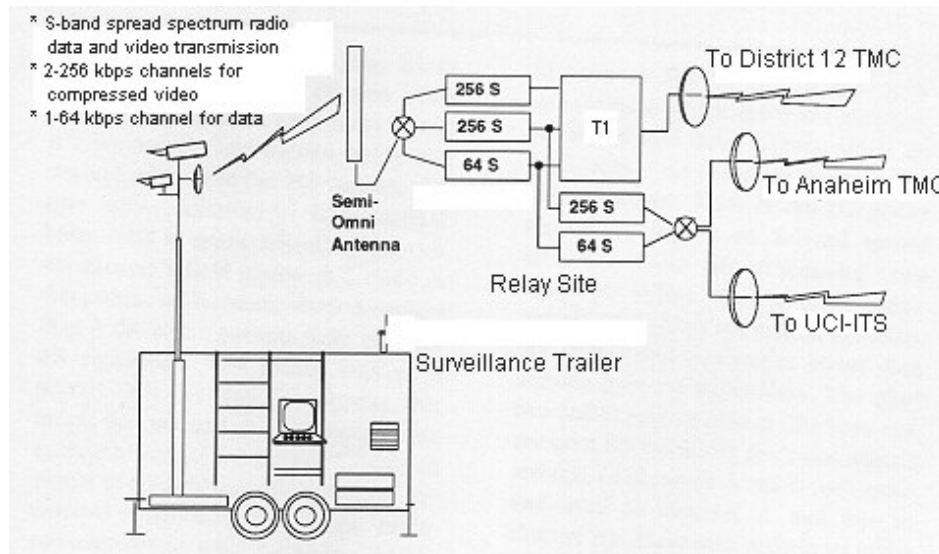 * S-band spread spectrum radio
data and video transmission
* 2-256 kbps channels for
compressed video
* 1-64 kbps channel for data
256 S
256 S
64 S
T1
To District 12 TMC
To Anaheim TMC
Semi-
Omni
Antenna
256 S
64 S
Relay Site
To UCI-ITS
Surveillance Trailer